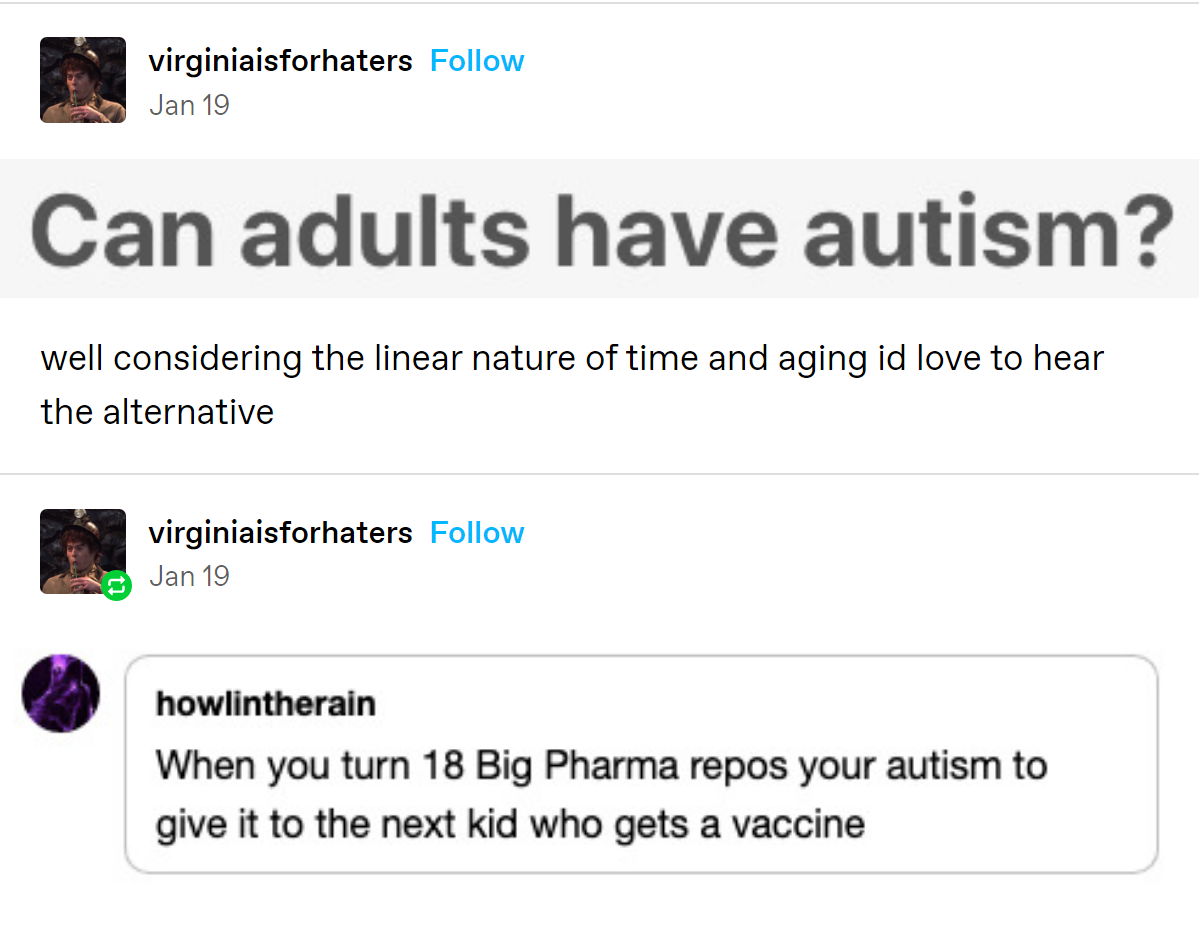 virginiaisforhaters Follow
Jan 19
Can adults have autism?
well considering the linear nature of time and aging id love to hear
the alternative
virginiaisforhaters Follow
Jan 19
howlintherain
When you turn 18 Big Pharma repos your autism to
give it to the next kid who gets a vaccine